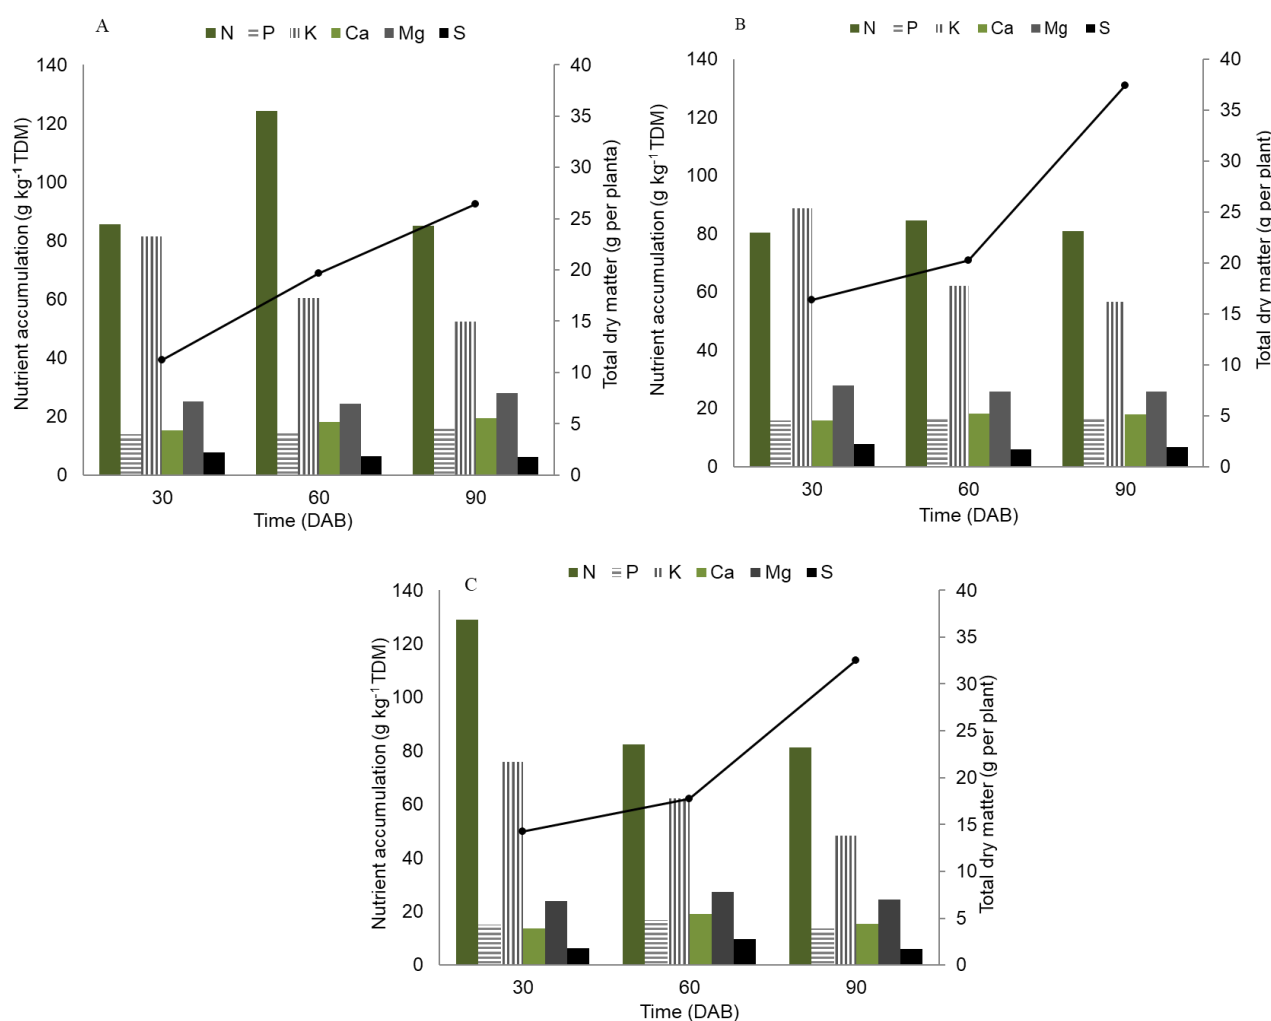 A
N P K Ca Mg S
140
120
100
80
60
40
20
0
40
35
30
25
20
15
10
5
0
30 60 90
Time (DAB)
Nutrient accumulation (g kg⁻¹ TDM)
Total dry matter (g per planta)
B
N P K Ca Mg S
140
120
100
80
60
40
20
0
40
35
30
25
20
15
10
5
0
30 60 90
Time (DAB)
Nutrient accumulation (g kg⁻¹ TDM)
Total dry matter (g per plant)
C
N P K Ca Mg S
140
120
100
80
60
40
20
0
40
35
30
25
20
15
10
5
0
30 60 90
Time (DAB)
Nutrient accumulation (g kg⁻¹ TDM)
Total dry matter (g per plant)